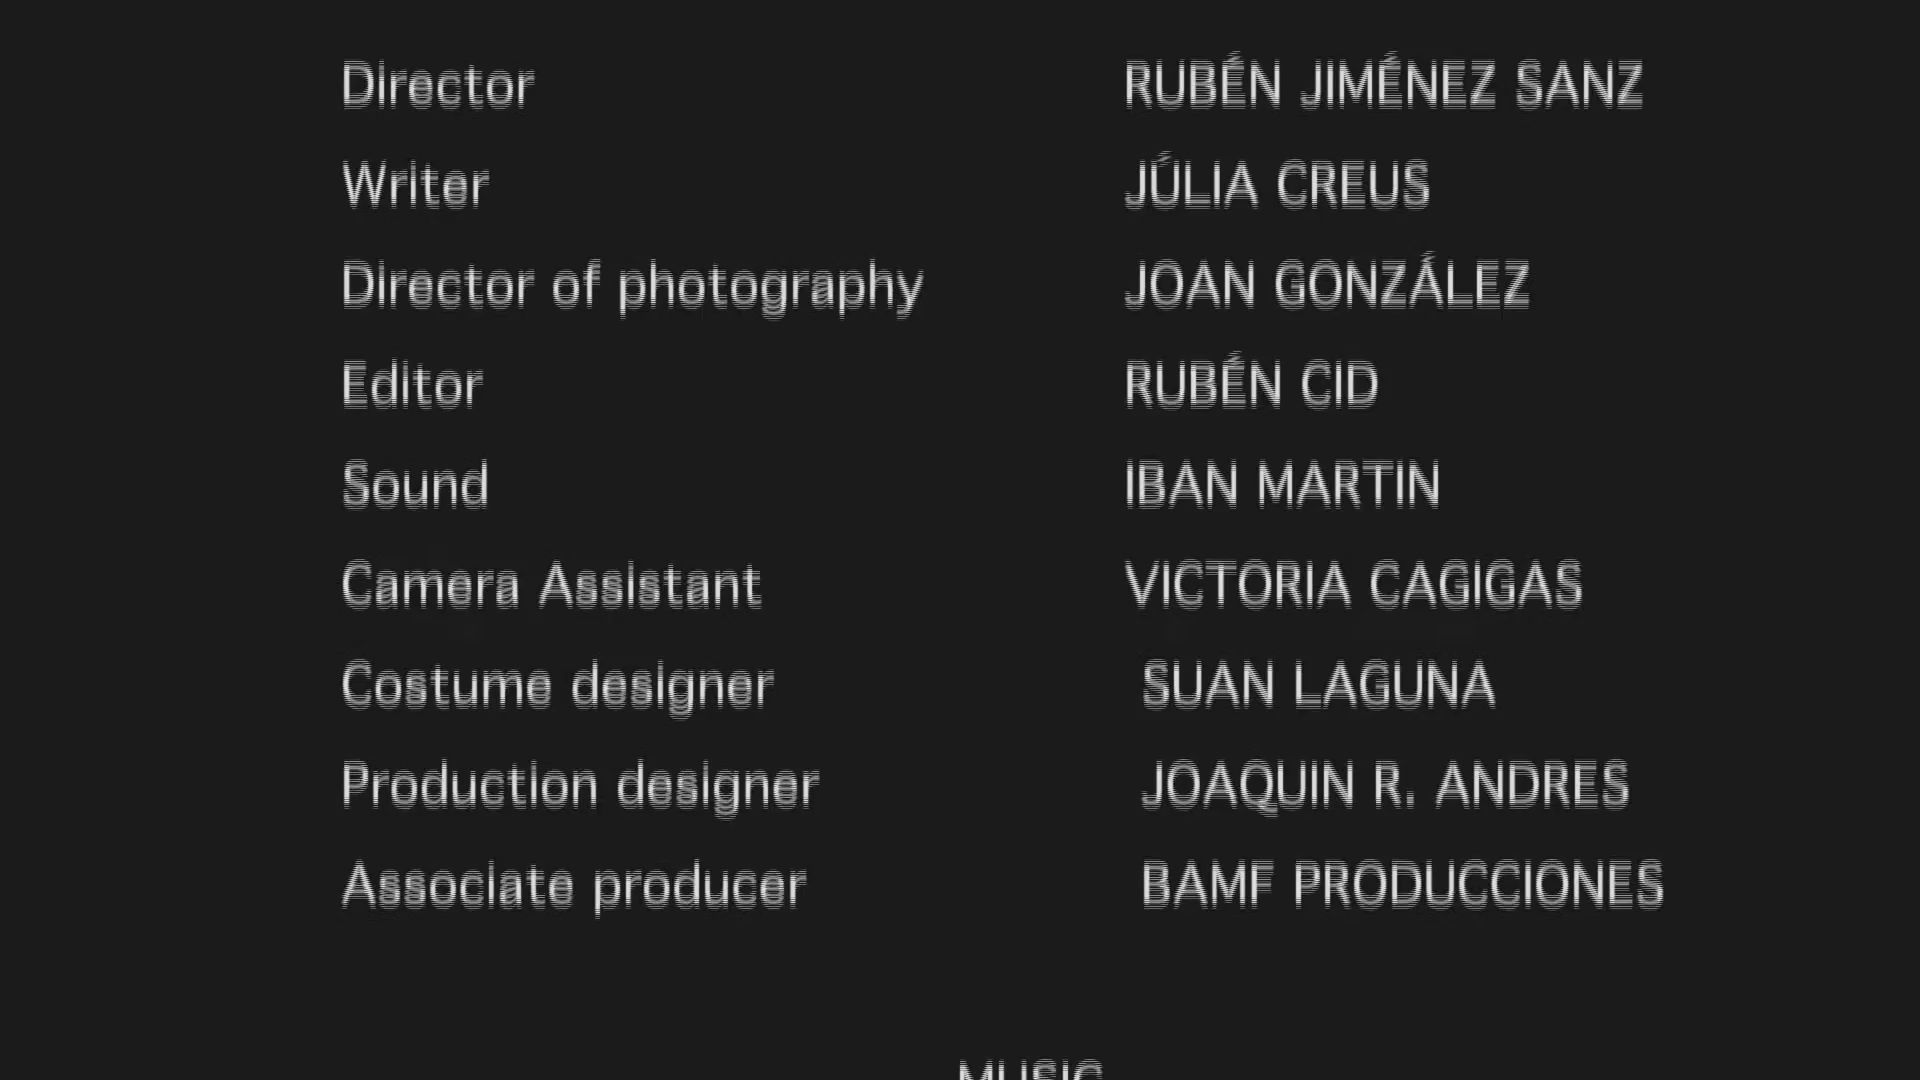 Director RUBÉN JIMÉNEZ SANZ
Writer JÚLIA CREUS
Director of photography JOAN GONZÁLEZ
Editor RUBÉN CID
Sound IBAN MARTIN
Camera Assistant VICTORIA CAGIGAS
Costume designer SUAN LAGUNA
Production designer JOAQUIN R. ANDRES
Associate producer BAMF PRODUCCIONES
MUSIC